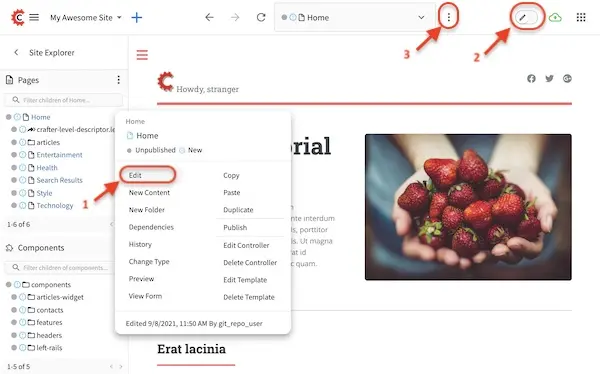 My Awesome Site
Home
3
2
Site Explorer
Pages
Filter children of Home...
Home
crafter-level-descriptor.le
articles
Entertainment
Health
Search Results
Style
Technology
1-6 of 6
Components
Filter children of components...
components
articles-widget
contacts
features
headers
left-rails
1-5 of 5
Howdy, stranger
orial
Home
Home
Unpublished
New
1
Edit
Copy
New Content
Paste
New Folder
Duplicate
Dependencies
Publish
History
Edit Controller
Change Type
Delete Controller
Preview
Edit Template
View Form
Delete Template
Edited 9/8/2021, 11:50 AM By git_repo_user
m
nte interdum
s, porttitor
. Ut magna
rat id
c quam.
Erat lacinia